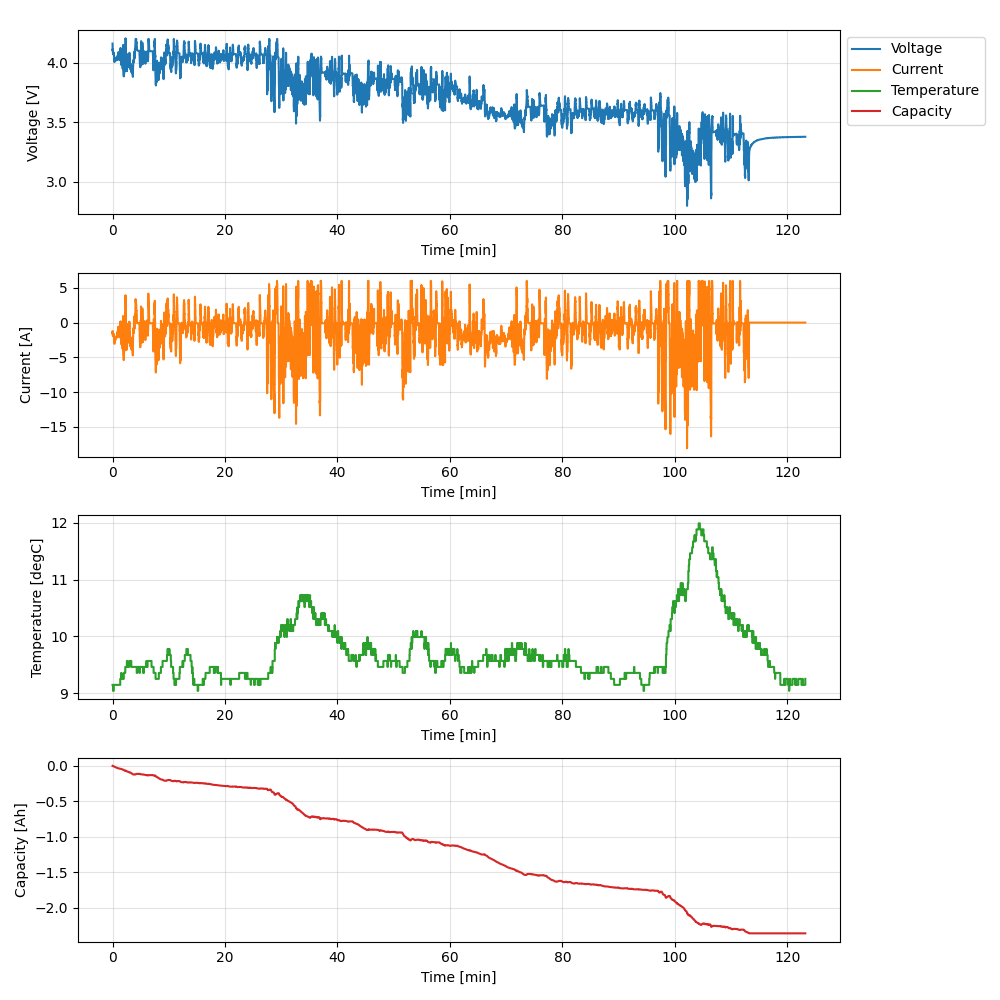 4.0
3.5
3.0
Voltage [V]
0 20 40 60 80 100 120
Time [min]
Voltage
Current
Temperature
Capacity
5
0
−5
−10
−15
Current [A]
0 20 40 60 80 100 120
Time [min]
12
11
10
9
Temperature [degC]
0 20 40 60 80 100 120
Time [min]
0.0
−0.5
−1.0
−1.5
−2.0
Capacity [Ah]
0 20 40 60 80 100 120
Time [min]